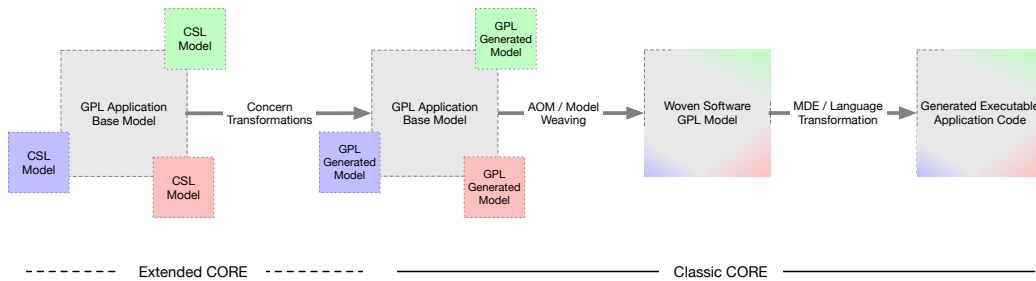 CSL
Model
GPL Application
Base Model
CSL
Model
CSL
Model
Concern
Transformations
GPL
Generated
Model
GPL Application
Base Model
GPL
Generated
Model
GPL
Generated
Model
AOM / Model
Weaving
Woven Software
GPL Model
MDE / Language
Transformation
Generated Executable
Application Code
Extended CORE
Classic CORE